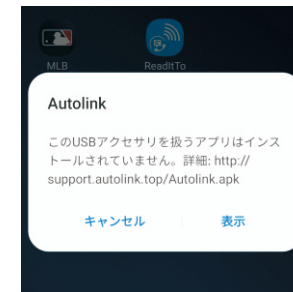 MLB
ReadItTo
Autolink
このUSBアクセサリを扱うアプリはインス
トールされていません。詳細: http://
support.autolink.top/Autolink.apk
キャンセル
表示